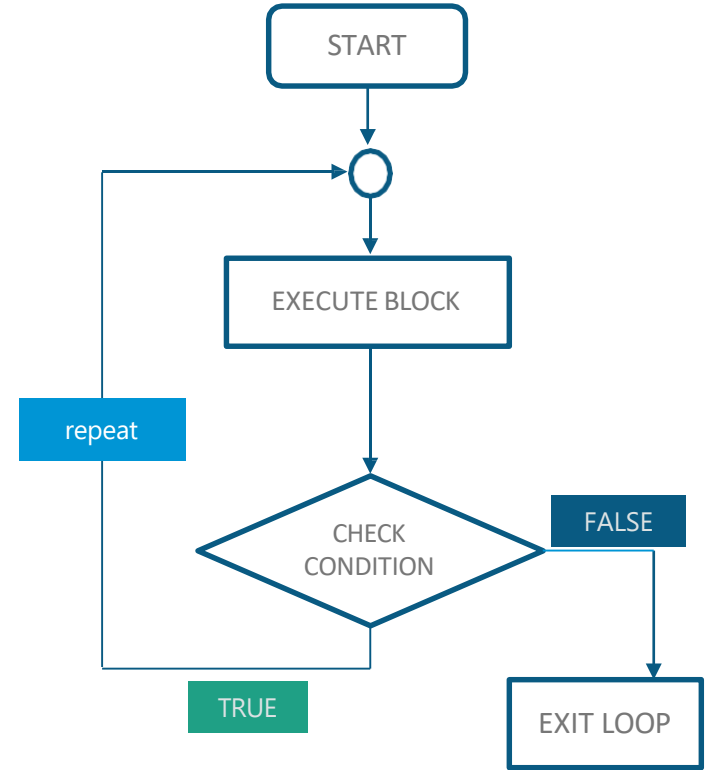 START
EXECUTE BLOCK
repeat
CHECK
CONDITION
FALSE
TRUE
EXIT LOOP